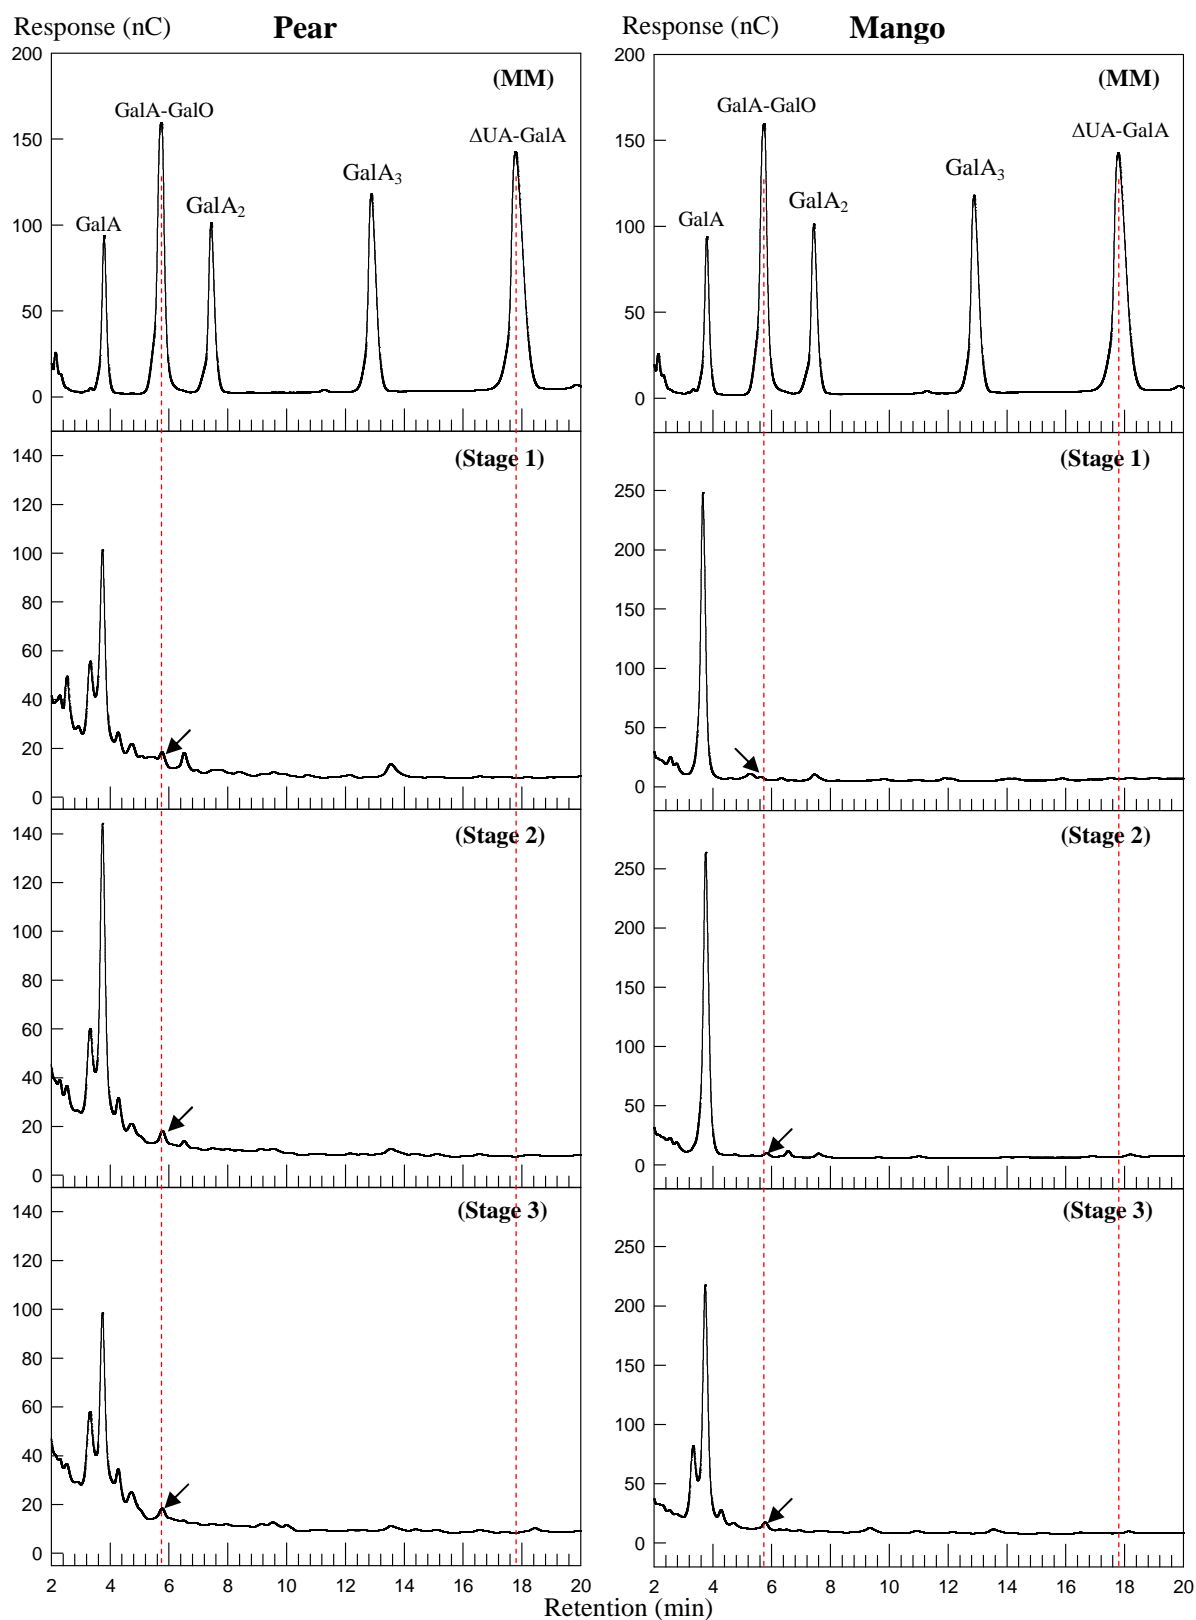 Response (nC) Pear
200
150
100
50
0
(MM)
GalA
GalA-GalO
GalA₂
GalA₃
ΔUA-GalA
140
120
100
80
60
40
20
0
(Stage 1)
140
120
100
80
60
40
20
0
(Stage 2)
140
120
100
80
60
40
20
0
(Stage 3)
2 4 6 8 10 12 14 16 18 20
Response (nC) Mango
200
150
100
50
0
(MM)
GalA
GalA-GalO
GalA₂
GalA₃
ΔUA-GalA
250
200
150
100
50
0
(Stage 1)
250
200
150
100
50
0
(Stage 2)
250
200
150
100
50
0
(Stage 3)
2 4 6 8 10 12 14 16 18 20
Retention (min)